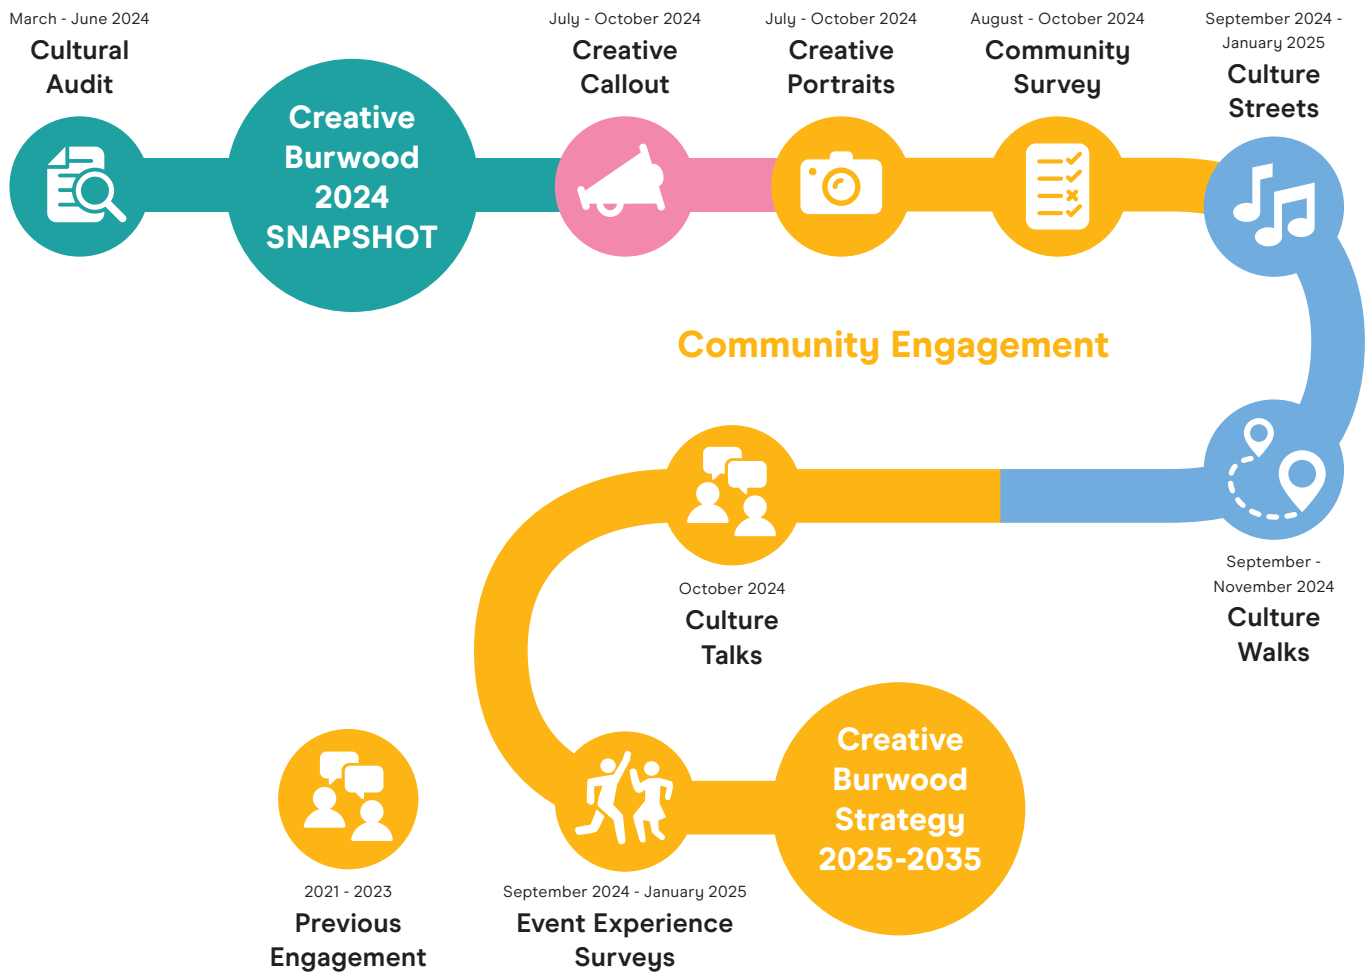 March - June 2024
Cultural
Audit
Creative
Burwood
2024
SNAPSHOT
July - October 2024
Creative
Callout
July - October 2024
Creative
Portraits
August - October 2024
Community
Survey
September 2024 -
January 2025
Culture
Streets
Community Engagement
September -
November 2024
Culture
Walks
October 2024
Culture
Talks
2021 - 2023
Previous
Engagement
September 2024 - January 2025
Event Experience
Surveys
Creative
Burwood
Strategy
2025-2035